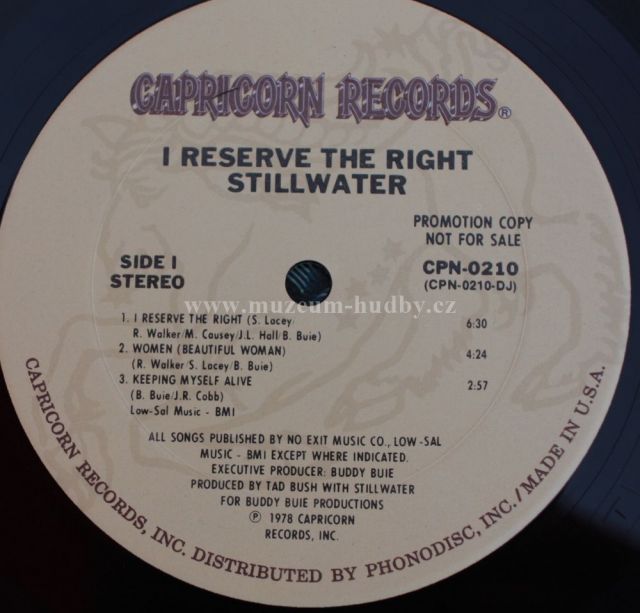 CAPRICORN RECORDS®
I RESERVE THE RIGHT
STILLWATER
PROMOTION COPY
NOT FOR SALE
SIDE I
STEREO
CPN-0210
(CPN-0210-DJ)
www.muzeum-hudby.cz
1. I RESERVE THE RIGHT (S. Lacey/ 6:30
R. Walker/M. Causey/J.L. Hall/B. Buie)
2. WOMEN (BEAUTIFUL WOMAN) 4:24
(R. Walker/S. Lacey/B. Buie)
3. KEEPING MYSELF ALIVE 2:57
(B. Buie/J.R. Cobb)
Low-Sal Music - BMI
ALL SONGS PUBLISHED BY NO EXIT MUSIC CO., LOW-SAL
MUSIC - BMI EXCEPT WHERE INDICATED.
EXECUTIVE PRODUCER: BUDDY BUIE
PRODUCED BY TAD BUSH WITH STILLWATER
FOR BUDDY BUIE PRODUCTIONS
℗ 1978 CAPRICORN
RECORDS, INC.
CAPRICORN RECORDS, INC. DISTRIBUTED BY PHONODISC, INC./MADE IN U.S.A.